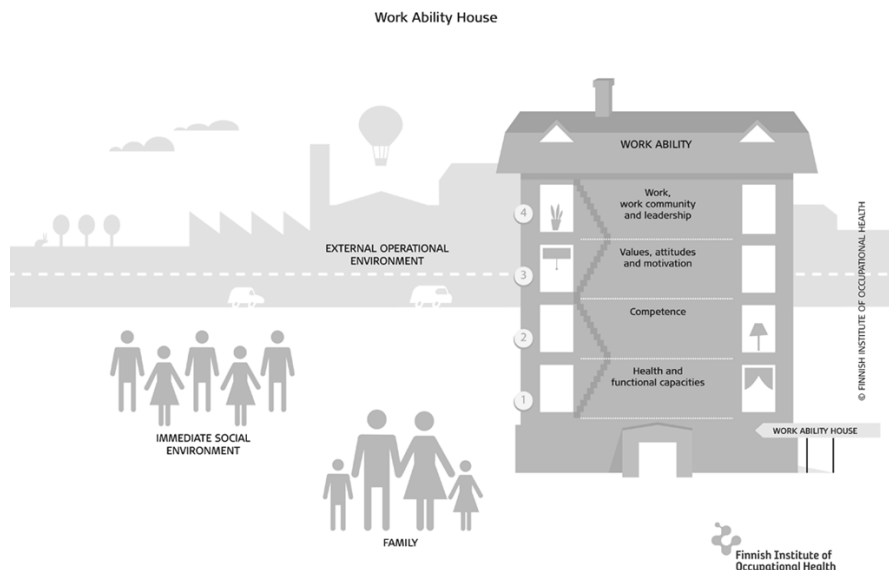 Work Ability House
WORK ABILITY
4
Work,
work community
and leadership
EXTERNAL OPERATIONAL
ENVIRONMENT
3
Values, attitudes
and motivation
2
Competence
1
Health and
functional capacities
IMMEDIATE SOCIAL
ENVIRONMENT
FAMILY
WORK ABILITY HOUSE
© FINNISH INSTITUTE OF OCCUPATIONAL HEALTH
Finnish Institute of
Occupational Health